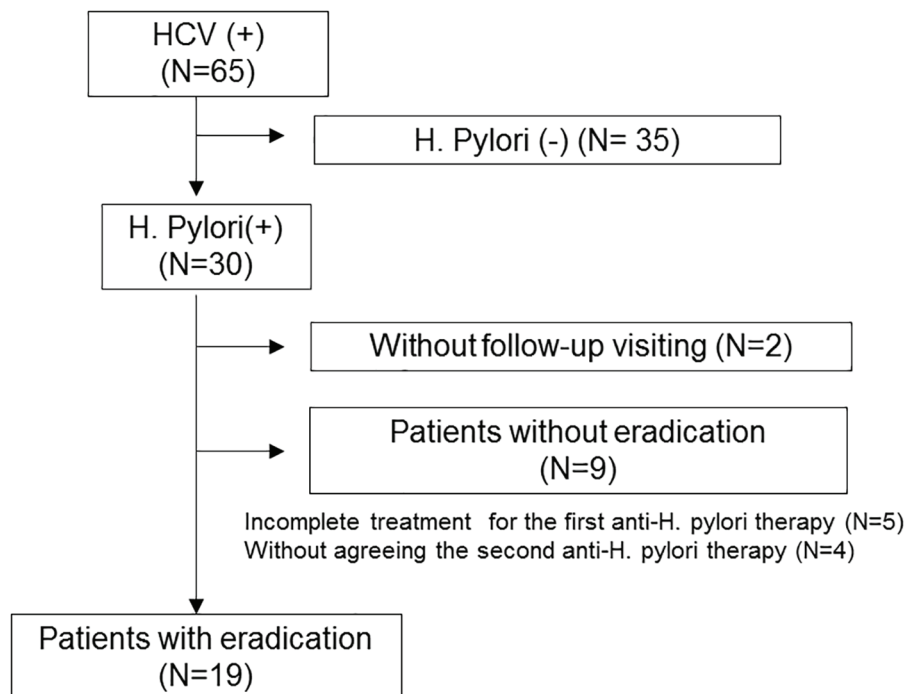 HCV (+)
(N=65)
H. Pylori (-) (N= 35)
H. Pylori(+)
(N=30)
Without follow-up visiting (N=2)
Patients without eradication
(N=9)
Incomplete treatment for the first anti-H. pylori therapy (N=5)
Without agreeing the second anti-H. pylori therapy (N=4)
Patients with eradication
(N=19)